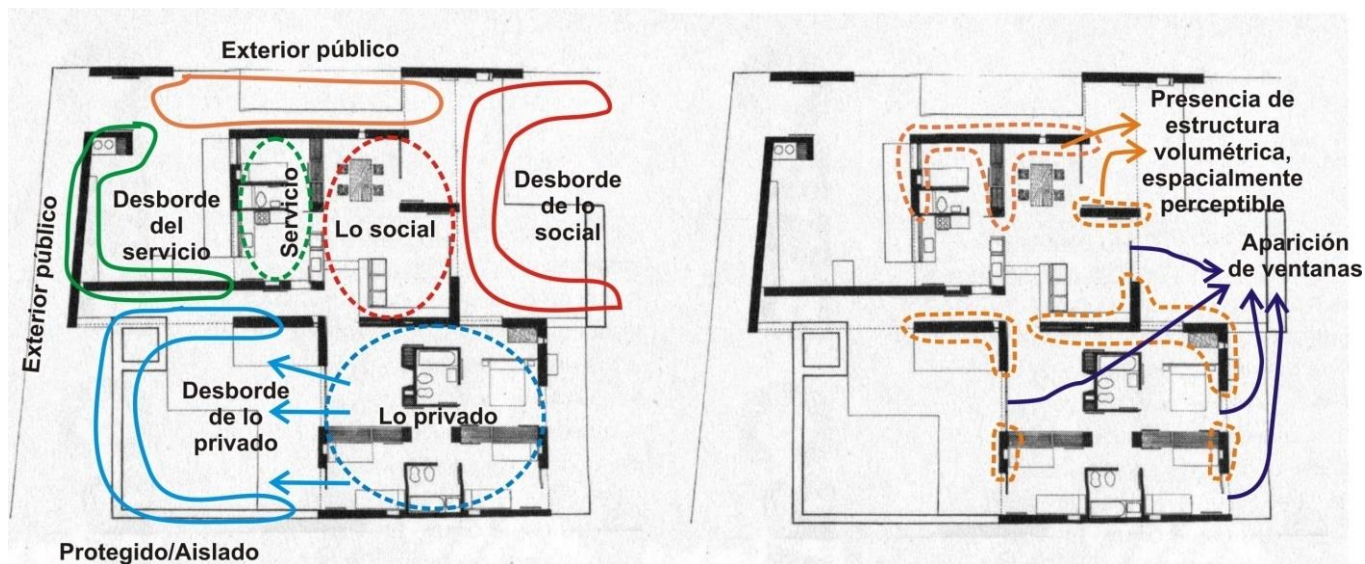 Exterior público
Exterior público
Desborde
del
servicio
Servicio
Lo social
Desborde
de lo
social
Desborde
de lo
privado
Lo privado
Protegido/Aislado
Presencia de
estructura
volumétrica,
espacialmente
perceptible
Aparición
de ventanas